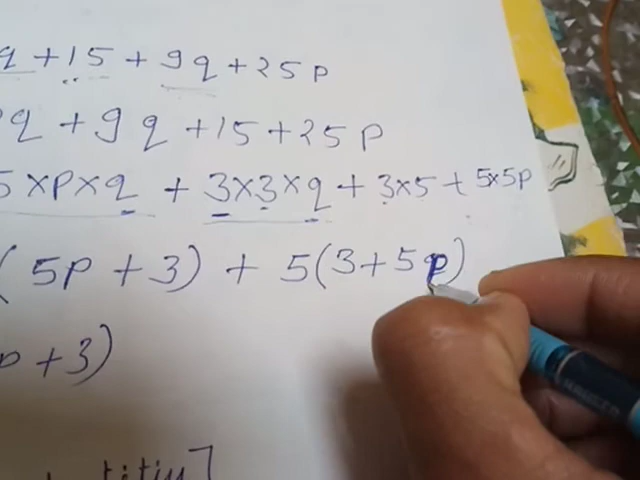 q + 15 + 9q + 25p
q + 9q + 15 + 25p
5 × p × q + 3 × 3 × q + 3 × 5 + 5 × 5p
( 5p + 3) + 5(3 + 5p)
p + 3)